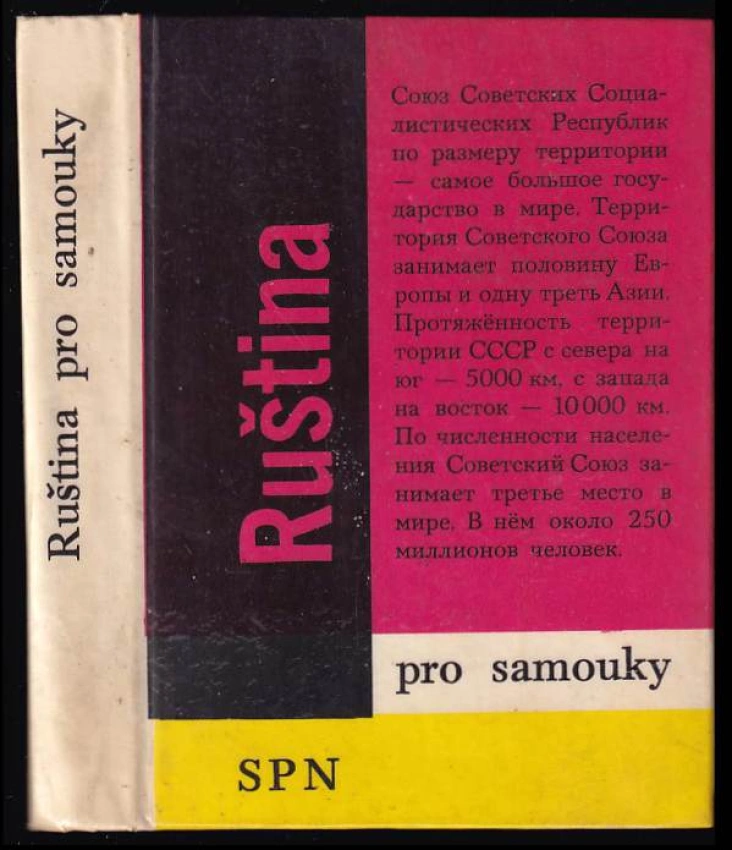 Ruština pro samouky
Ruština
Союз Советских Социа-
листических Республик
по размеру территории
— самое большое госу-
дарство в мире. Терри-
тория Советского Союза
занимает половину Ев-
ропы и одну треть Азии.
Протяжённость терри-
тории СССР с севера на
юг — 5000 км, с запада
на восток — 10 000 км.
По численности населе-
ния Советский Союз за-
нимает третье место в
мире. В нём около 250
миллионов человек.
pro samouky
SPN